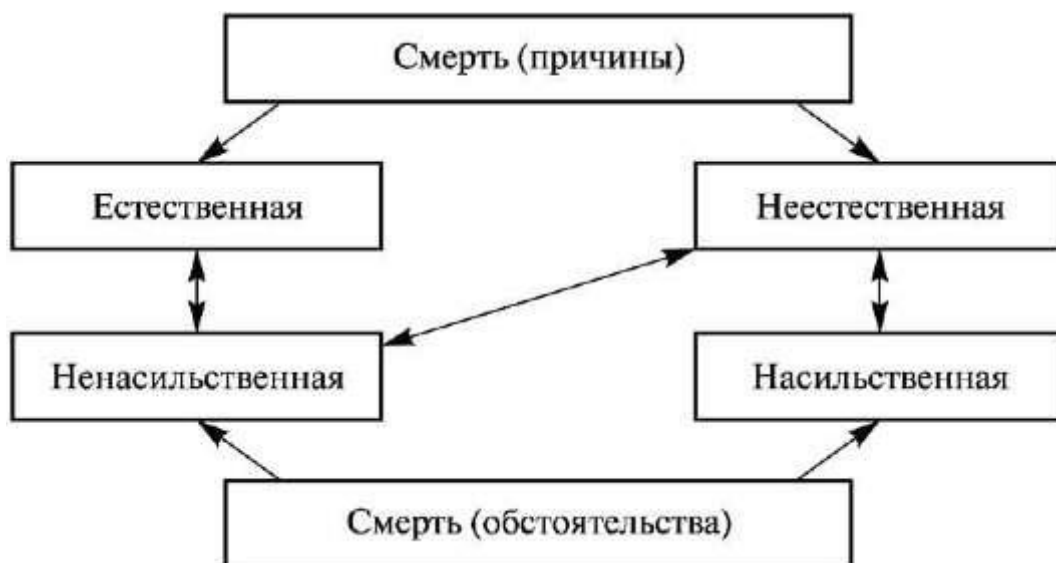 Смерть (причины)
Естественная
Неестественная
Ненасильственная
Насильственная
Смерть (обстоятельства)